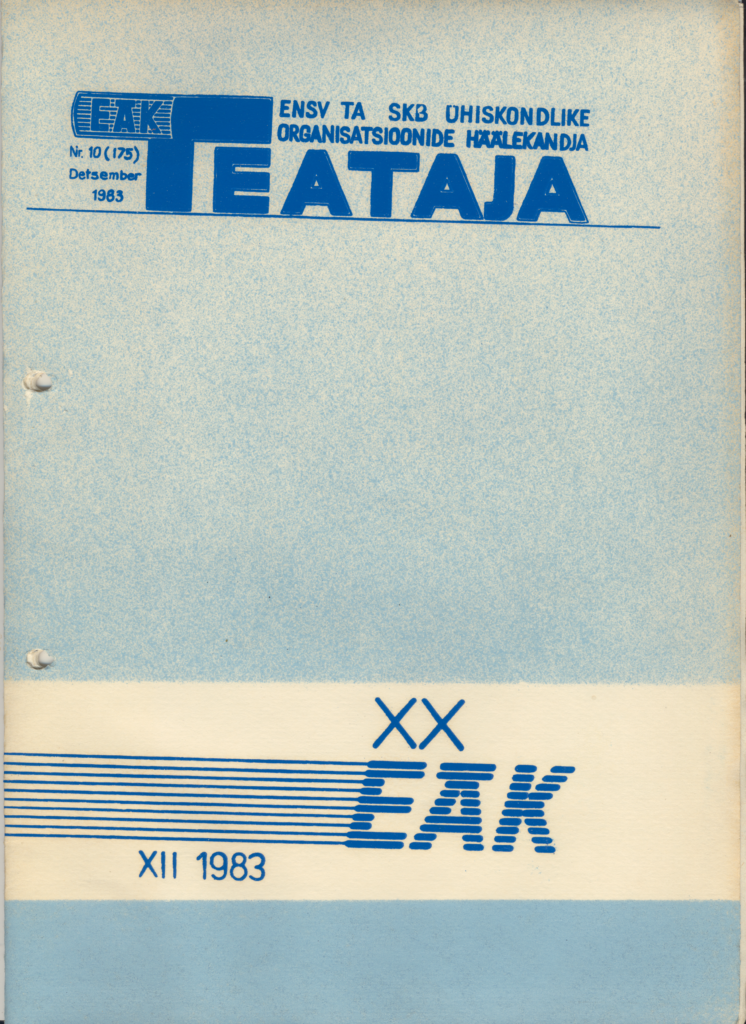 EAK
ENSV TA SKB ÜHISKONDLIKE
ORGANISATSIOONIDE HÄÄLEKANDJA
Nr. 10 (175)
Detsember
1983
TEATAJA
XX
EAK
XII 1983